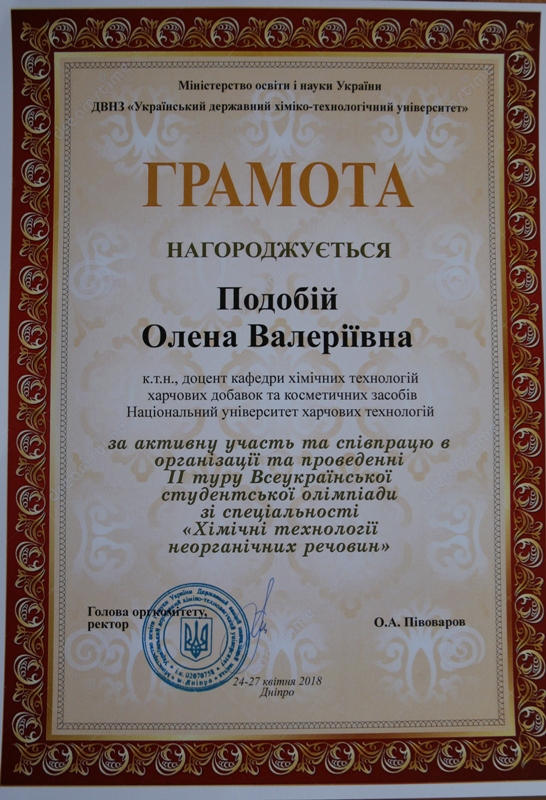 Міністерство освіти і науки України
ДВНЗ «Український державний хіміко-технологічний університет»
ГРАМОТА
НАГОРОДЖУЄТЬСЯ
Подобій
Олена Валеріївна
к.т.н., доцент кафедри хімічних технологій
харчових добавок та косметичних засобів
Національний університет харчових технологій
за активну участь та співпрацю в
організації та проведенні
ІІ туру Всеукраїнської
студентської олімпіади
зі спеціальності
«Хімічні технології
неорганічних речовин»
Голова оргкомітету,
ректор
О.А. Півоваров
24-27 квітня 2018
Дніпро